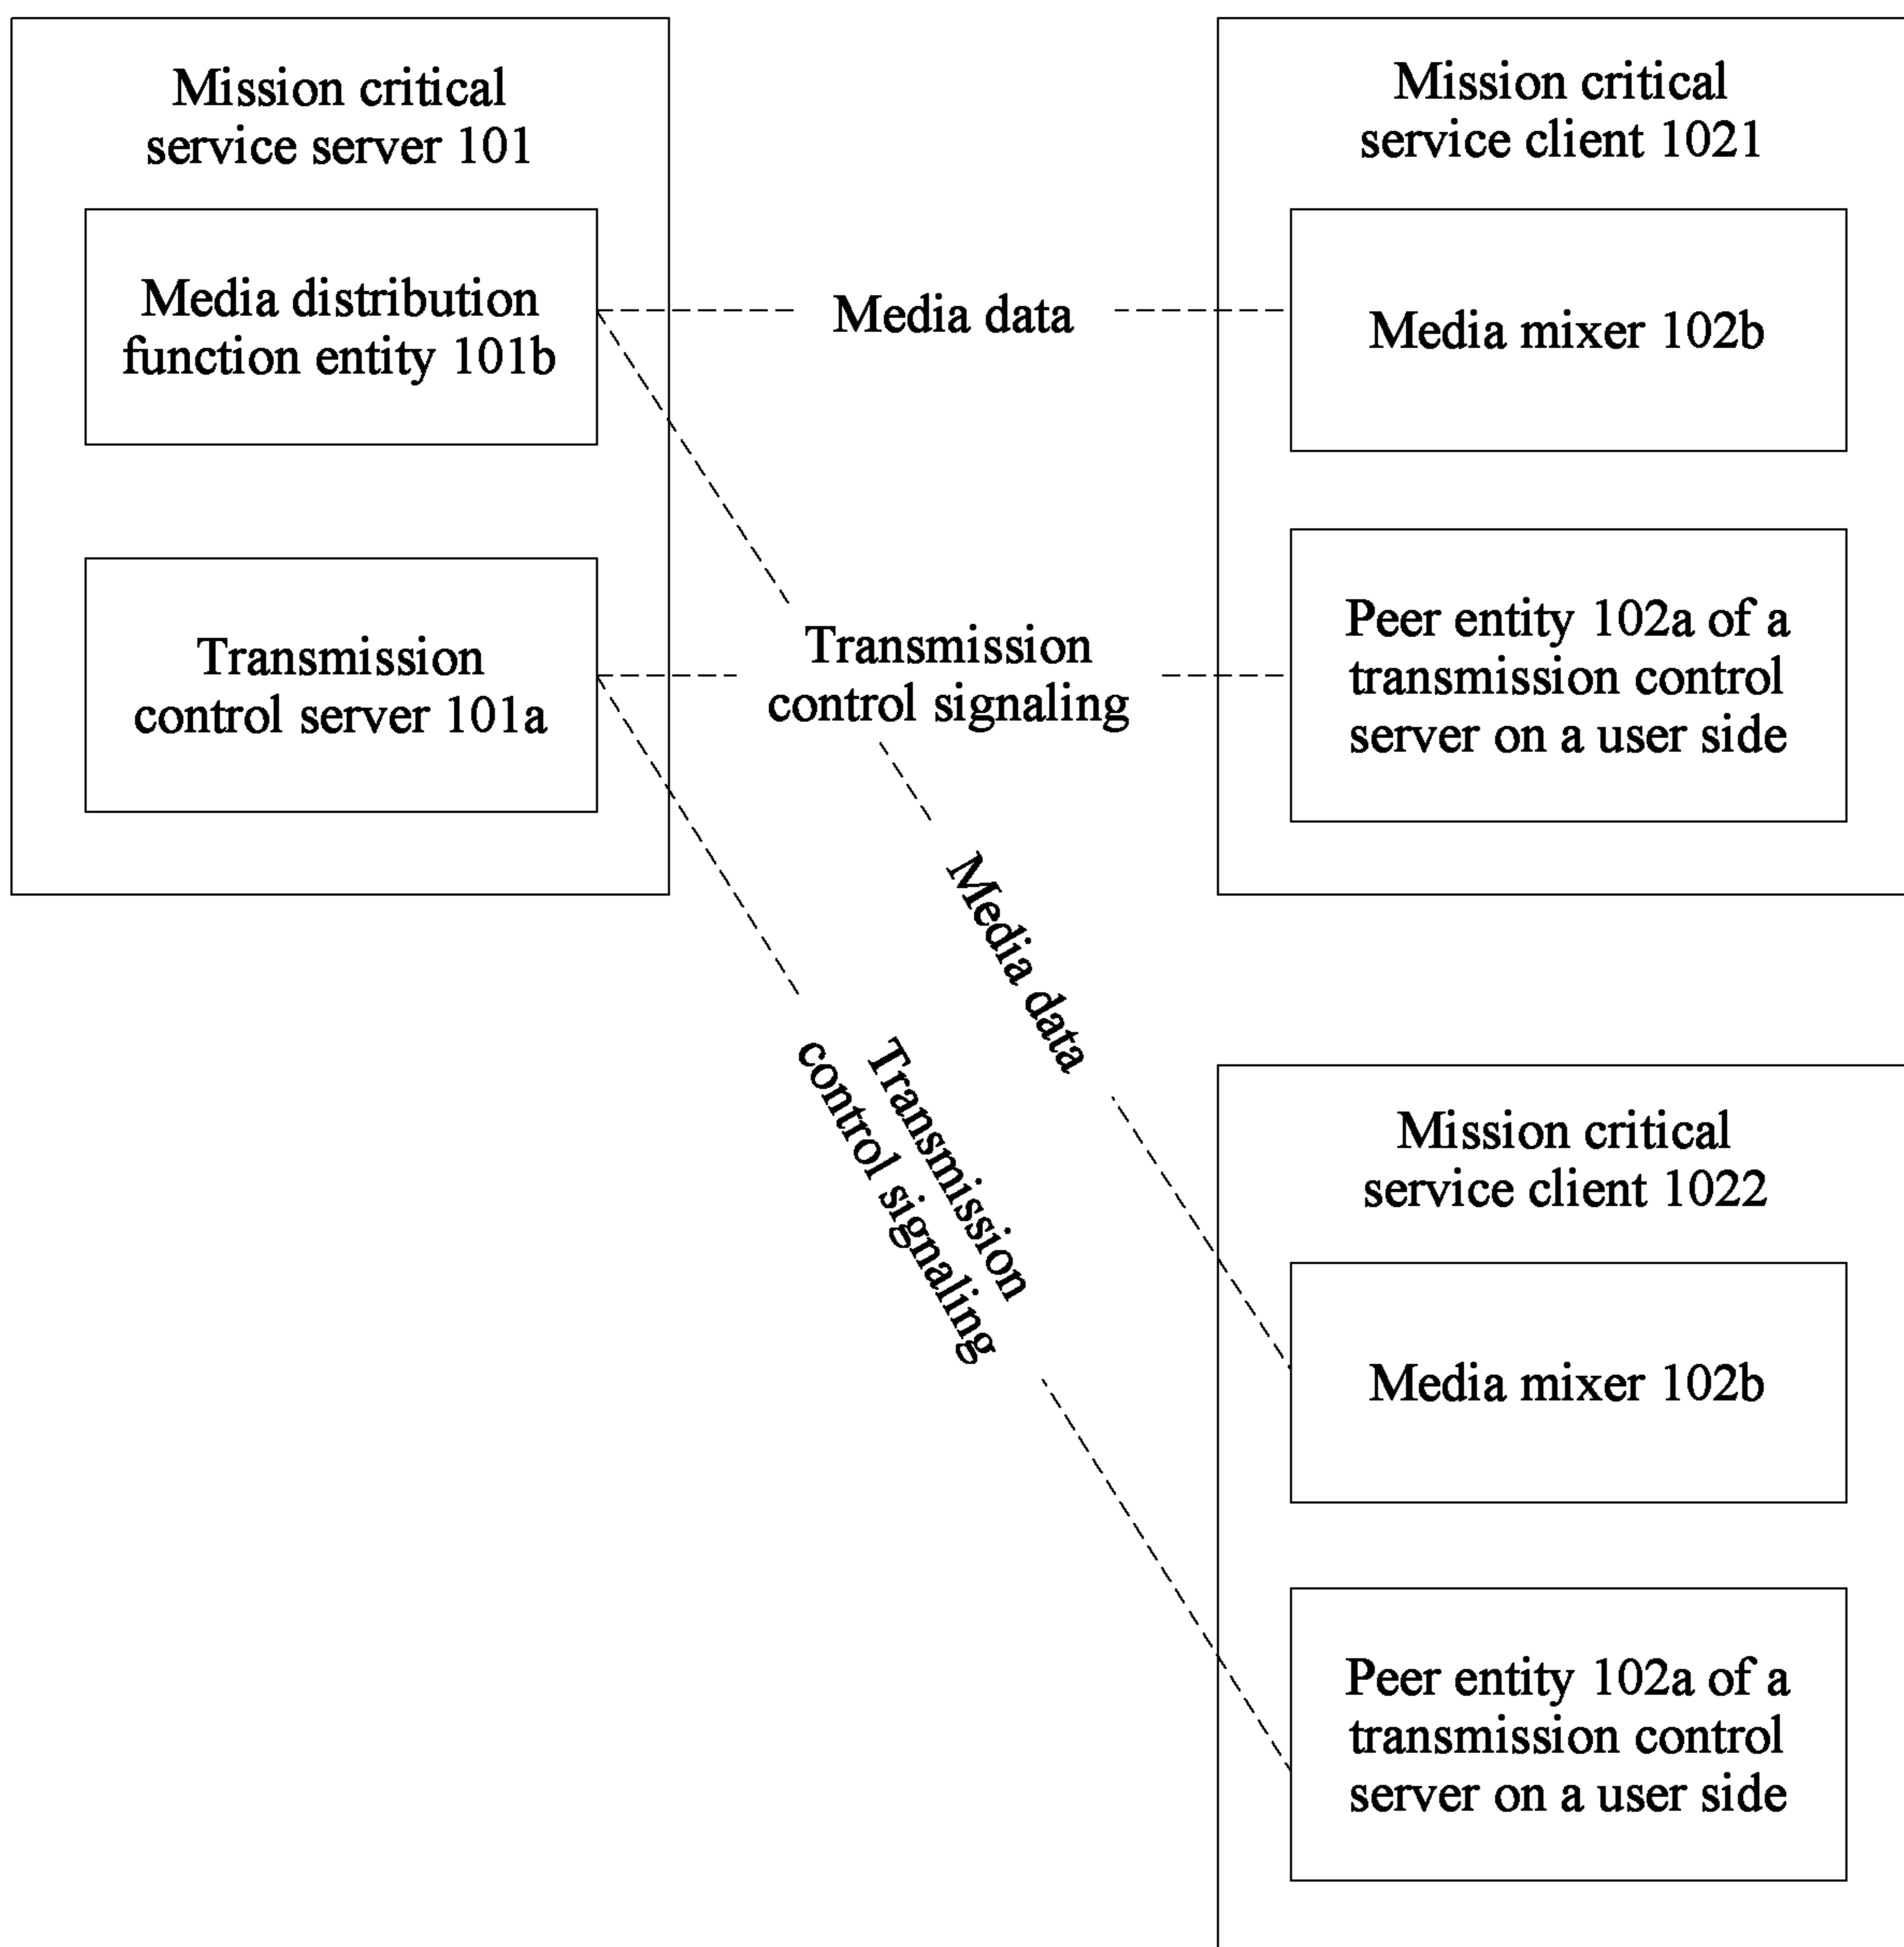 Mission critical
service server 101
Media distribution
function entity 101b
Transmission
control server 101a
Media data
Transmission
control signaling
Media data
Transmission
control signaling
Mission critical
service client 1021
Media mixer 102b
Peer entity 102a of a
transmission control
server on a user side
Mission critical
service client 1022
Media mixer 102b
Peer entity 102a of a
transmission control
server on a user side